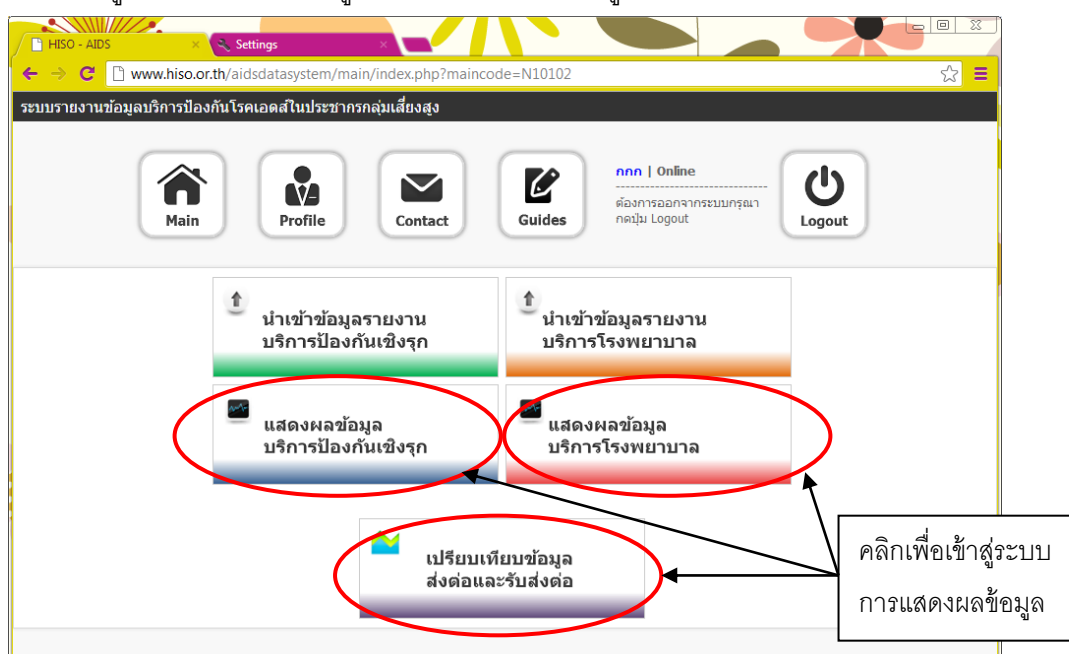 HISO - AIDS
Settings
www.hiso.or.th/aidsdatasystem/main/index.php?maincode=N10102
ระบบรายงานข้อมูลบริการป้องกันโรคเอดส์ในประชากรกลุ่มเสี่ยงสูง
Main
Profile
Contact
Guides
กกก | Online
--------------------------------
ต้องการออกจากระบบกรุณา
กดปุ่ม Logout
Logout
นำเข้าข้อมูลรายงาน
บริการป้องกันเชิงรุก
นำเข้าข้อมูลรายงาน
บริการโรงพยาบาล
แสดงผลข้อมูล
บริการป้องกันเชิงรุก
แสดงผลข้อมูล
บริการโรงพยาบาล
เปรียบเทียบข้อมูล
ส่งต่อและรับส่งต่อ
คลิกเพื่อเข้าสู่ระบบ
การแสดงผลข้อมูล